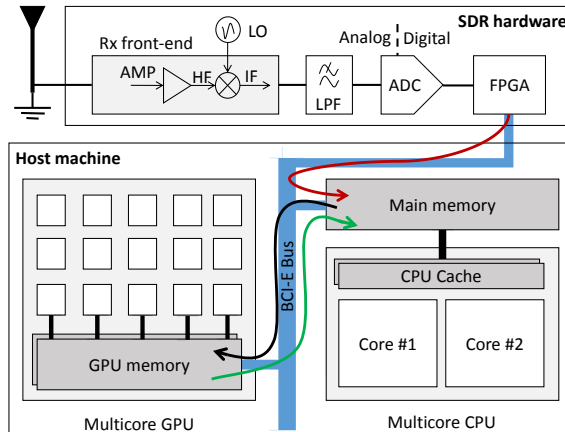 SDR hardware
Rx front-end
LO
Analog
Digital
AMP
HF
IF
LPF
ADC
FPGA
Host machine
Main memory
BCI-E Bus
CPU Cache
Core #1
Core #2
GPU memory
Multicore GPU
Multicore CPU